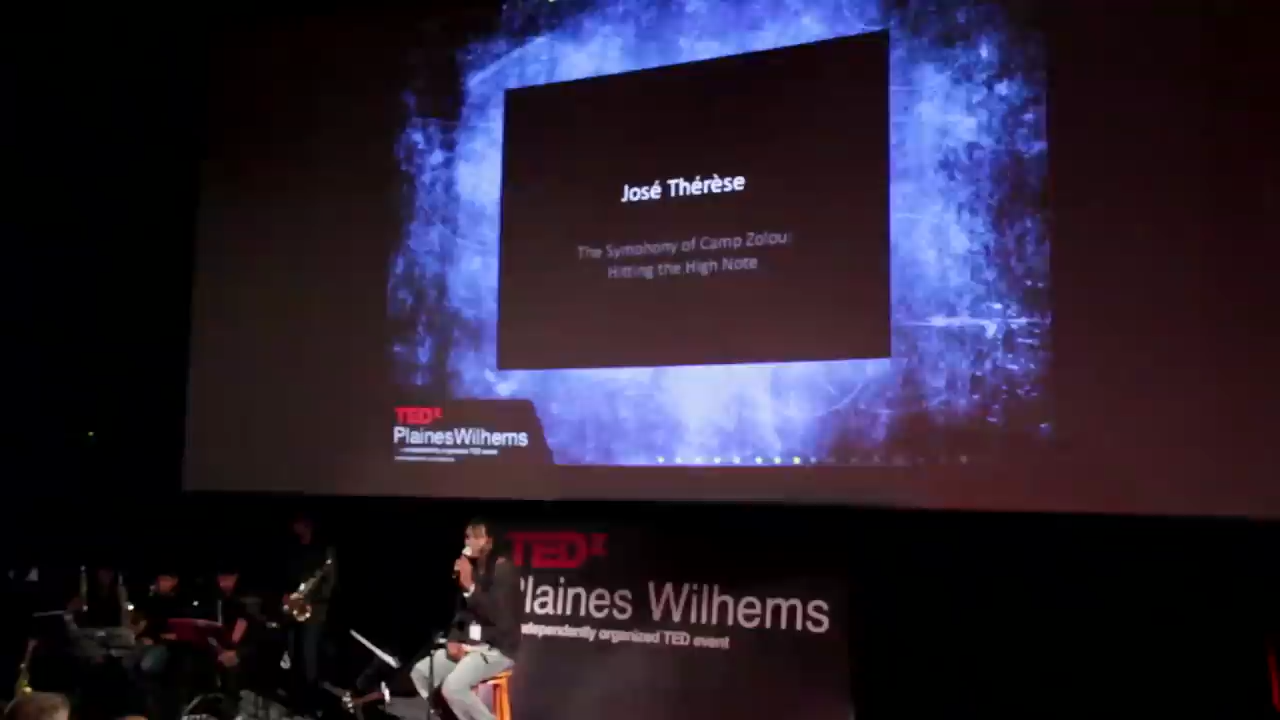 José Thérèse
The Symphony of Camp Zolou:
Hitting the High Note
TEDx
PlainesWilhems
TEDx
Plaines Wilhems
independently organized TED event